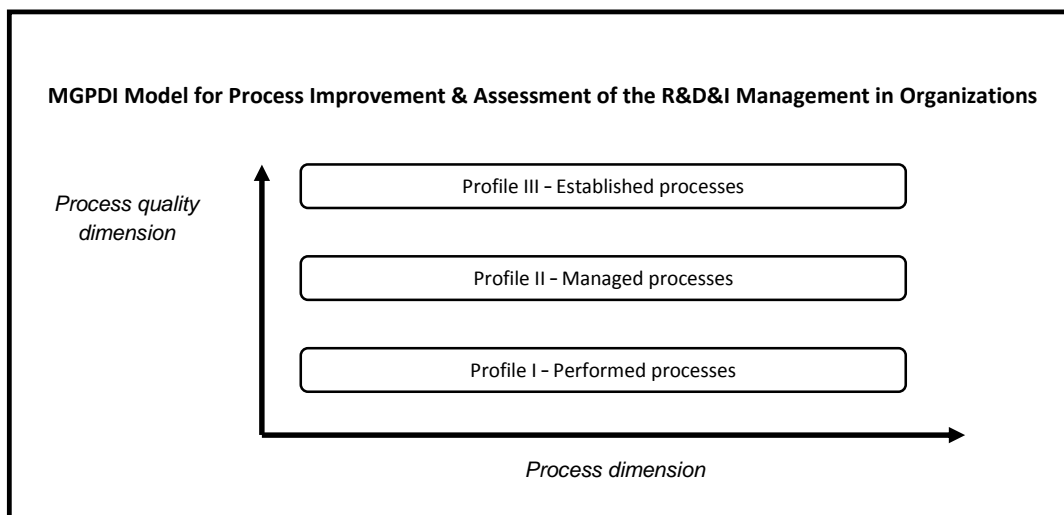 MGPDI Model for Process Improvement & Assessment of the R&D&I Management in Organizations
Profile III - Established processes
Process quality
dimension
Profile II - Managed processes
Profile I - Performed processes
Process dimension